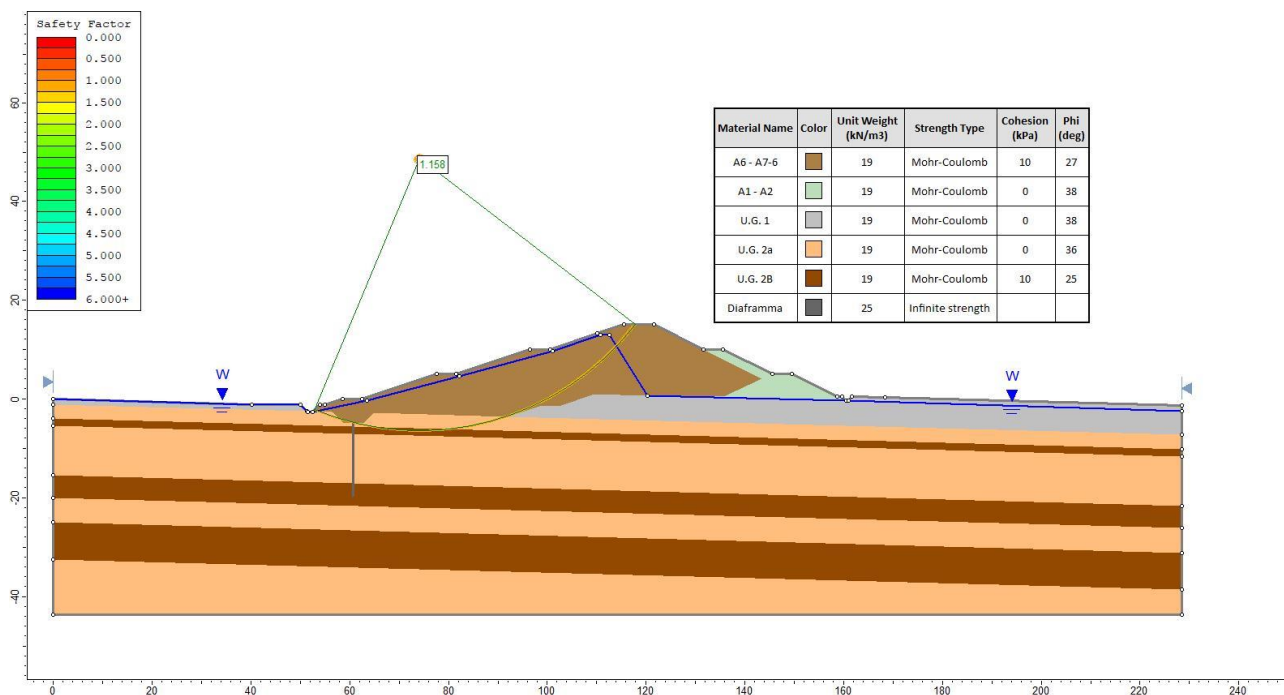 Safety Factor
0.000
0.500
1.000
1.500
2.000
2.500
3.000
3.500
4.000
4.500
5.000
5.500
6.000+
1.158
Material Name Color Unit Weight (kN/m3) Strength Type Cohesion (kPa) Phi (deg)
A6 - A7-6 19 Mohr-Coulomb 10 27
A1 - A2 19 Mohr-Coulomb 0 38
U.G. 1 19 Mohr-Coulomb 0 38
U.G. 2a 19 Mohr-Coulomb 0 36
U.G. 2B 19 Mohr-Coulomb 10 25
Diaframma 25 Infinite strength
W
W
60
40
20
0
-20
-40
0 20 40 60 80 100 120 140 160 180 200 220 240